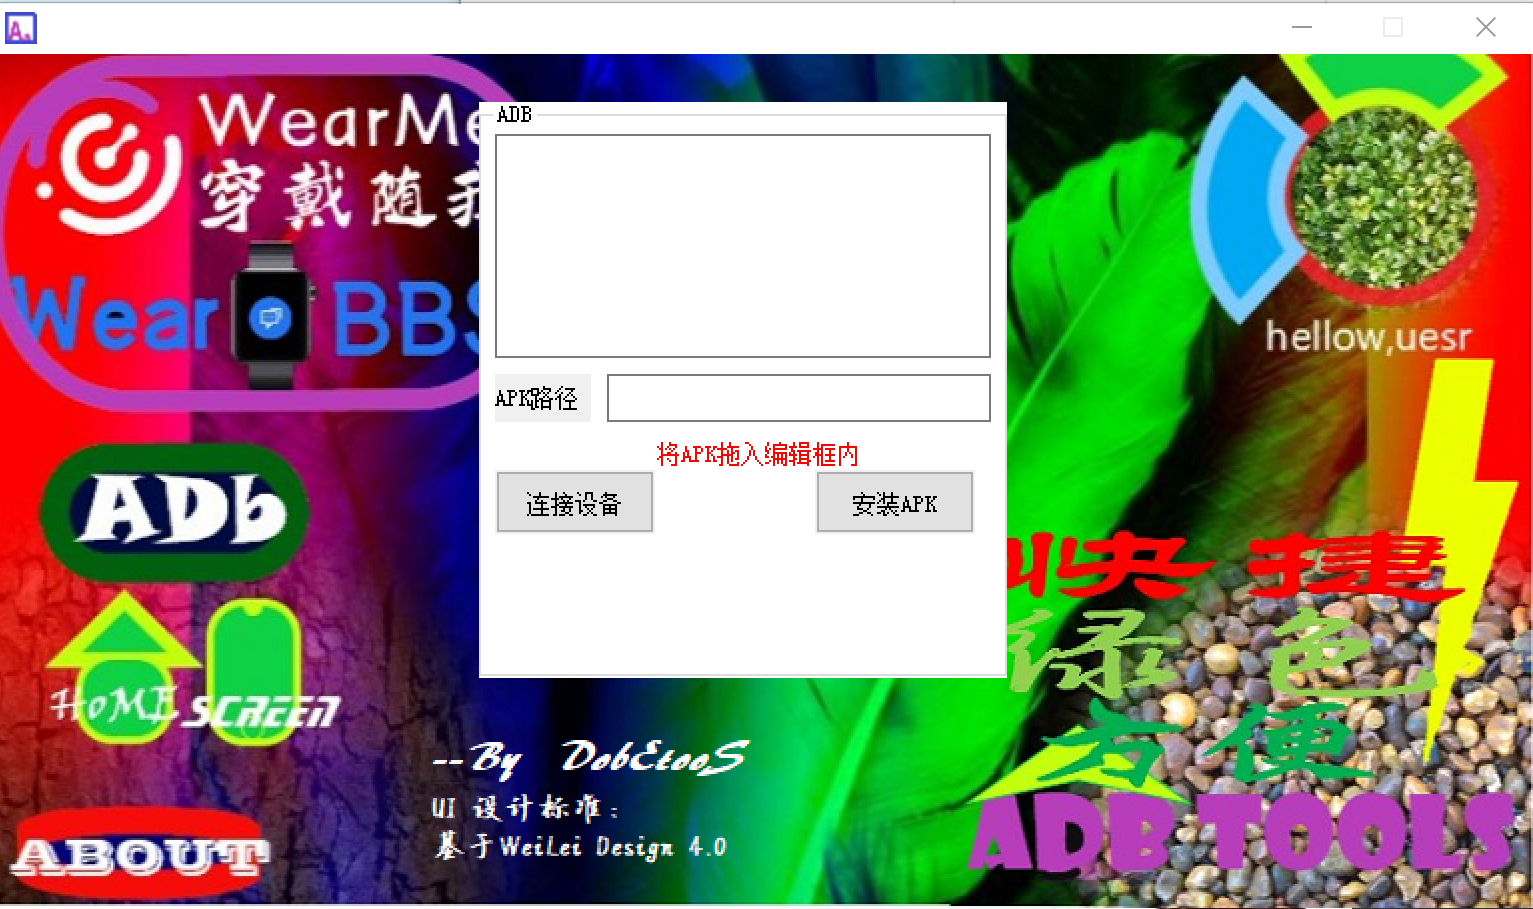 WearMe
穿戴随我
Wear BBS
ADB
APK路径
将APK拖入编辑框内
连接设备
安装APK
hellow,uesr
ADb
HoME
SCREEN
ABOUT
快捷
绿色
方便
ADB TOOLS
--By DobEtooS
UI 设计标准：
基于WeiLei Design 4.0